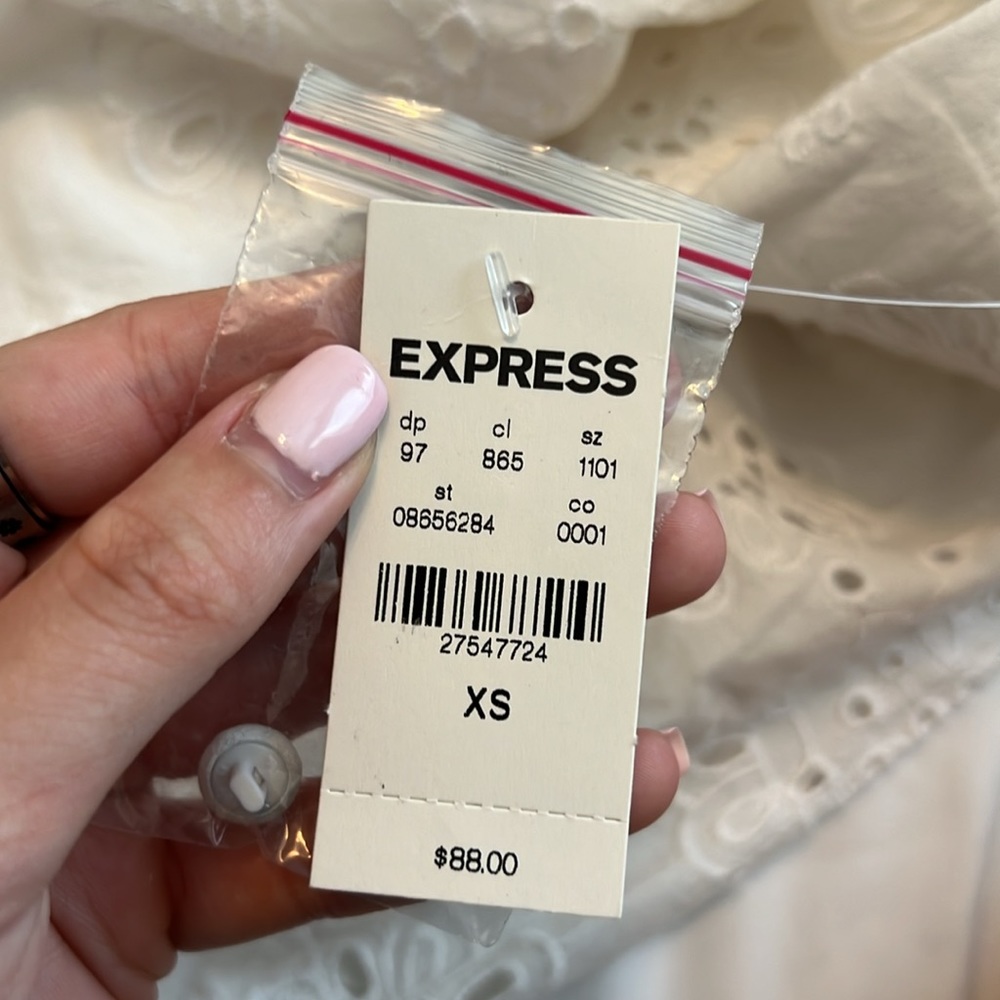 EXPRESS
dp cl sz
97 865 1101
st co
08656284 0001
27547724
XS
$88.00